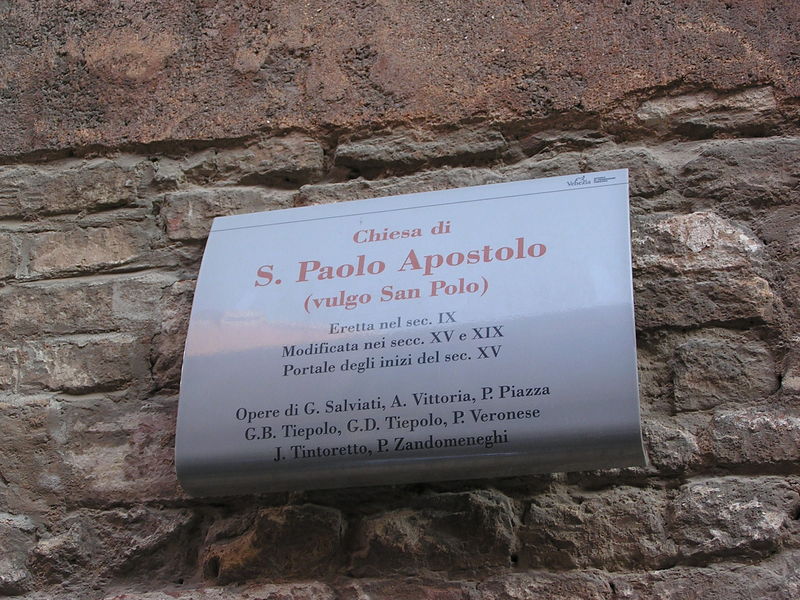 Venezia
Chiesa di
S. Paolo Apostolo
(vulgo San Polo)
Eretta nel sec. IX
Modificata nei secc. XV e XIX
Portale degli inizi del sec. XV
Opere di G. Salviati, A. Vittoria, P. Piazza
G.B. Tiepolo, G.D. Tiepolo, P. Veronese
J. Tintoretto, P. Zandomeneghi